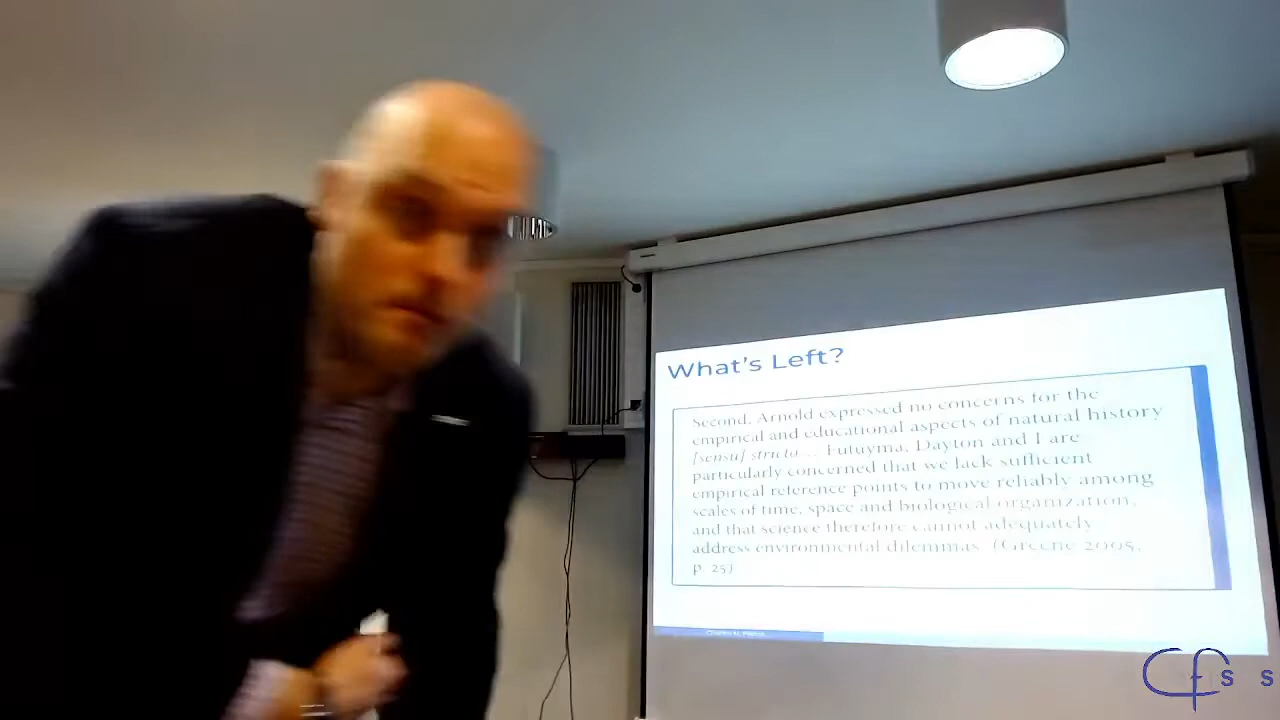 What's Left?
Second, Arnold expressed no concerns for the
empirical and educational aspects of natural history
[sensu] stricto... Futuyma, Dayton and I are
particularly concerned that we lack sufficient
empirical reference points to move reliably among
scales of time, space and biological organization,
and that science therefore cannot adequately
address environmental dilemmas. (Greene 2005,
p. 25)
Charles H.
Cfs s